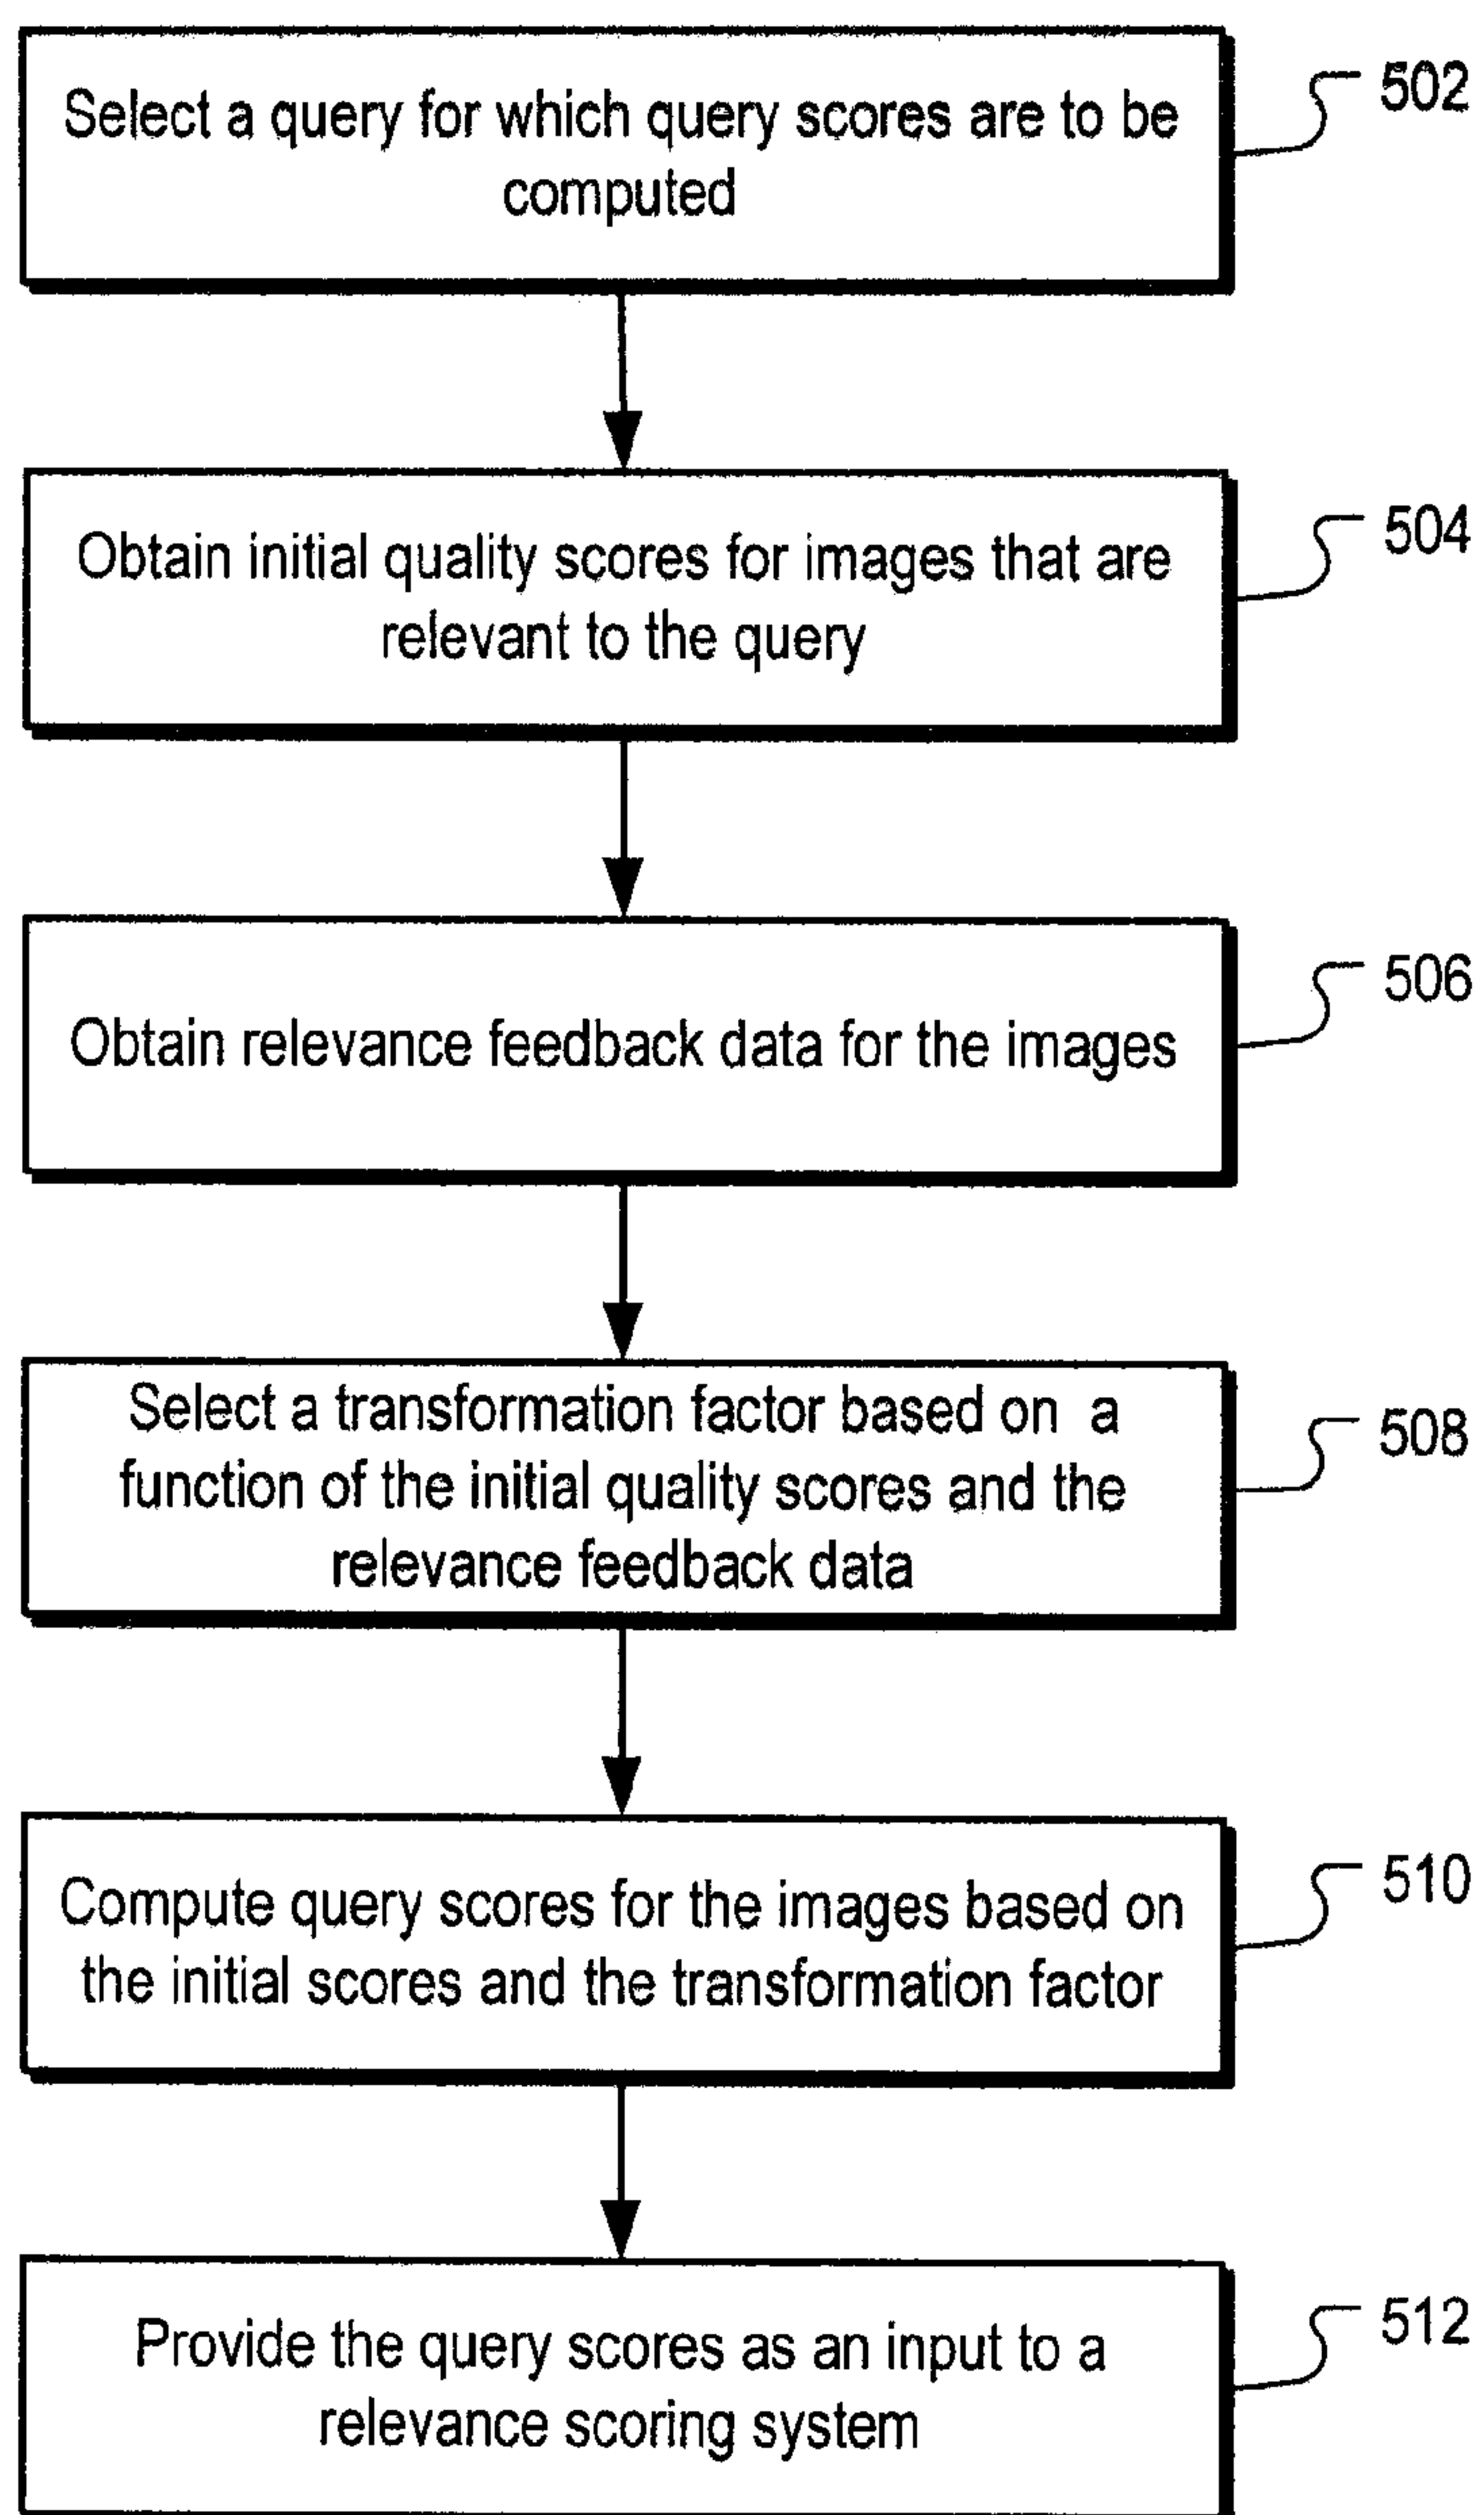 Select a query for which query scores are to be
computed
502
Obtain initial quality scores for images that are
relevant to the query
504
Obtain relevance feedback data for the images
506
Select a transformation factor based on a
function of the initial quality scores and the
relevance feedback data
508
Compute query scores for the images based on
the initial scores and the transformation factor
510
Provide the query scores as an input to a
relevance scoring system
512